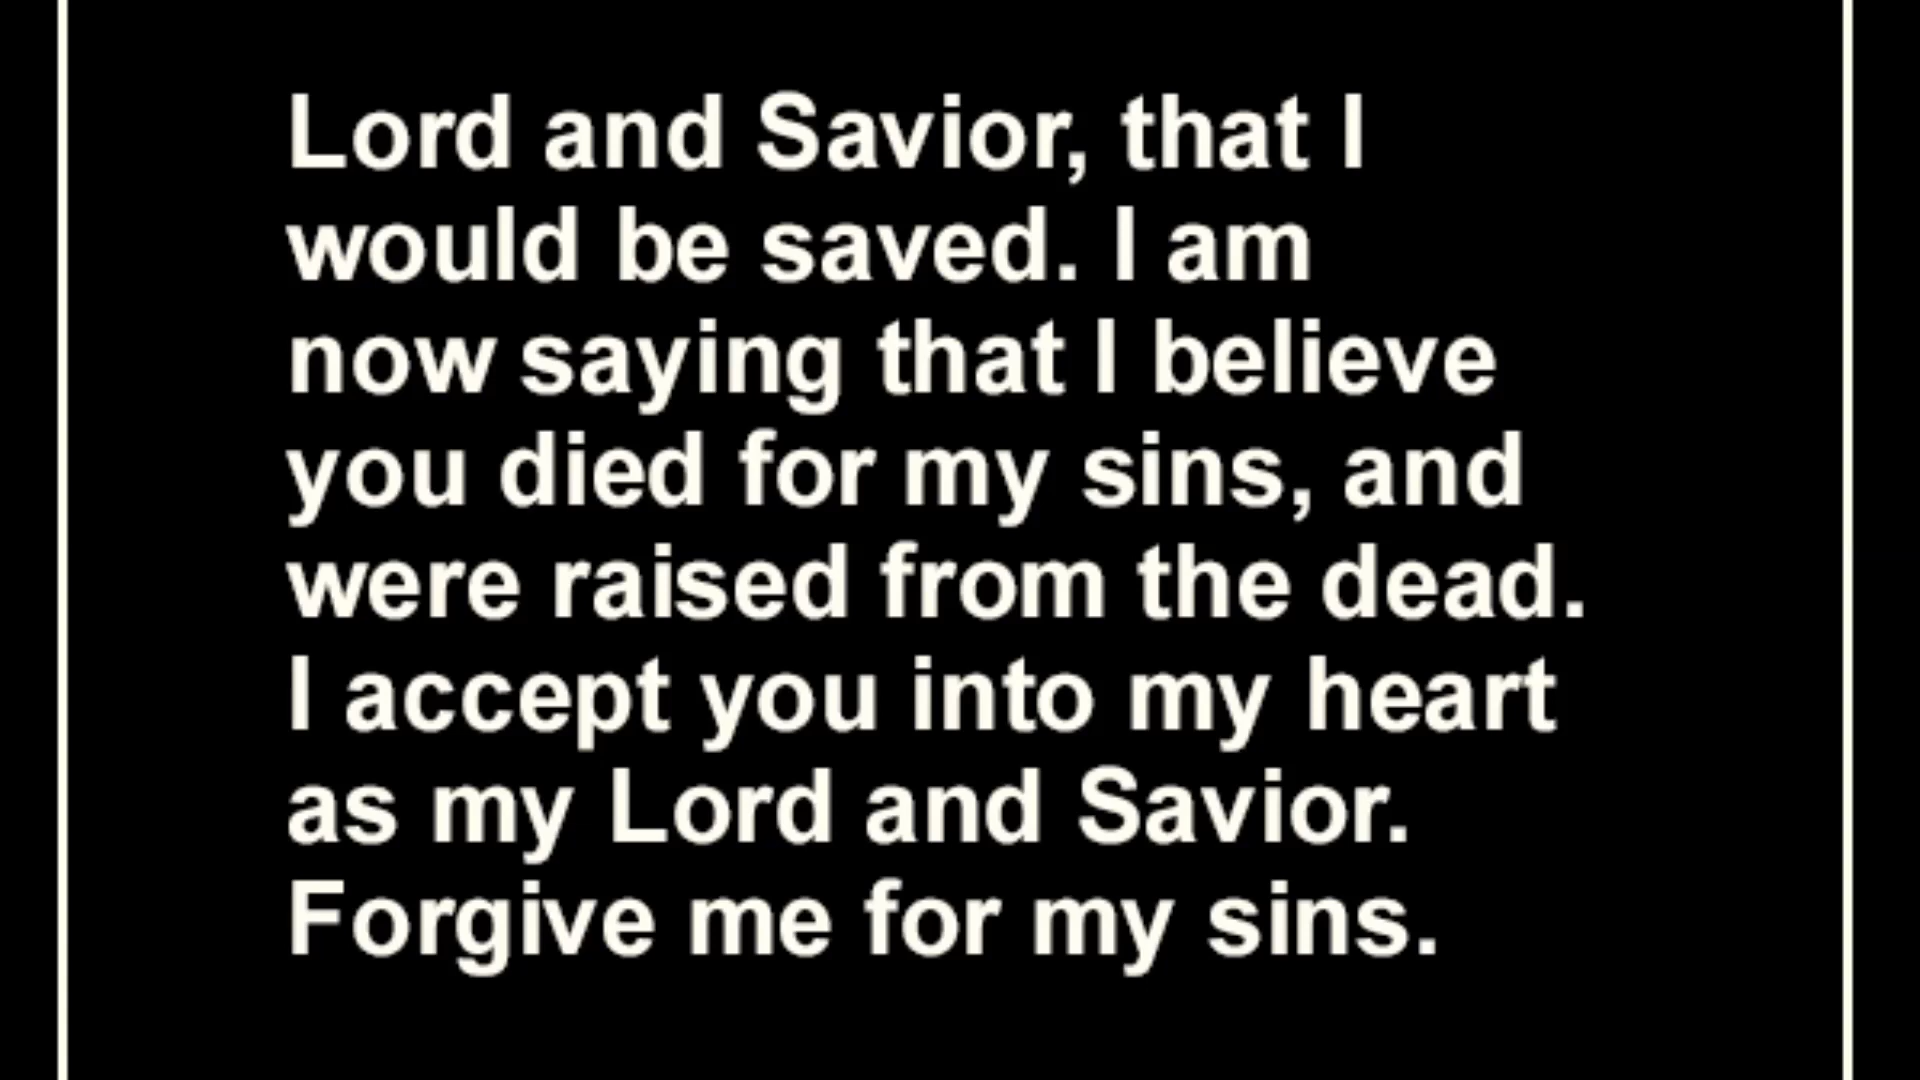 Lord and Savior, that I
would be saved. I am
now saying that I believe
you died for my sins, and
were raised from the dead.
I accept you into my heart
as my Lord and Savior.
Forgive me for my sins.